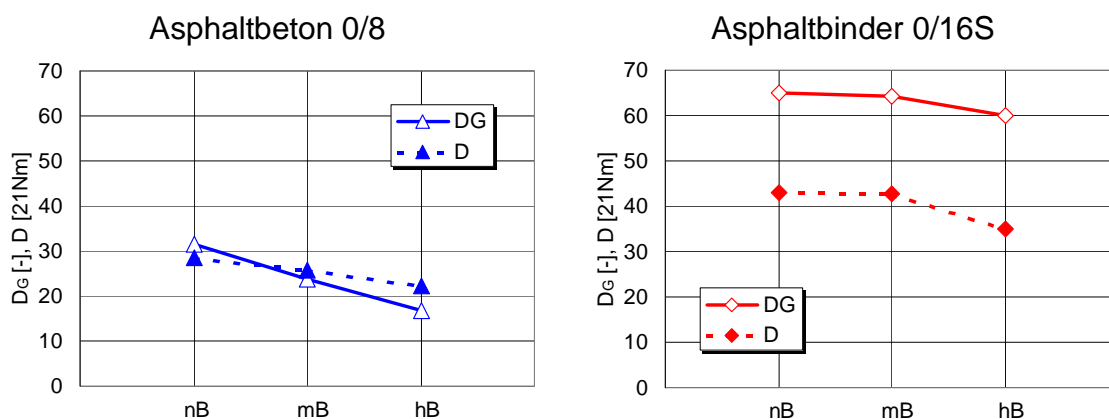 Asphaltbeton 0/8
70
60
50
40
30
20
10
0
DG [-], D [21Nm]
DG
D
nB mB hB
Asphaltbinder 0/16S
70
60
50
40
30
20
10
0
DG [-], D [21Nm]
DG
D
nB mB hB